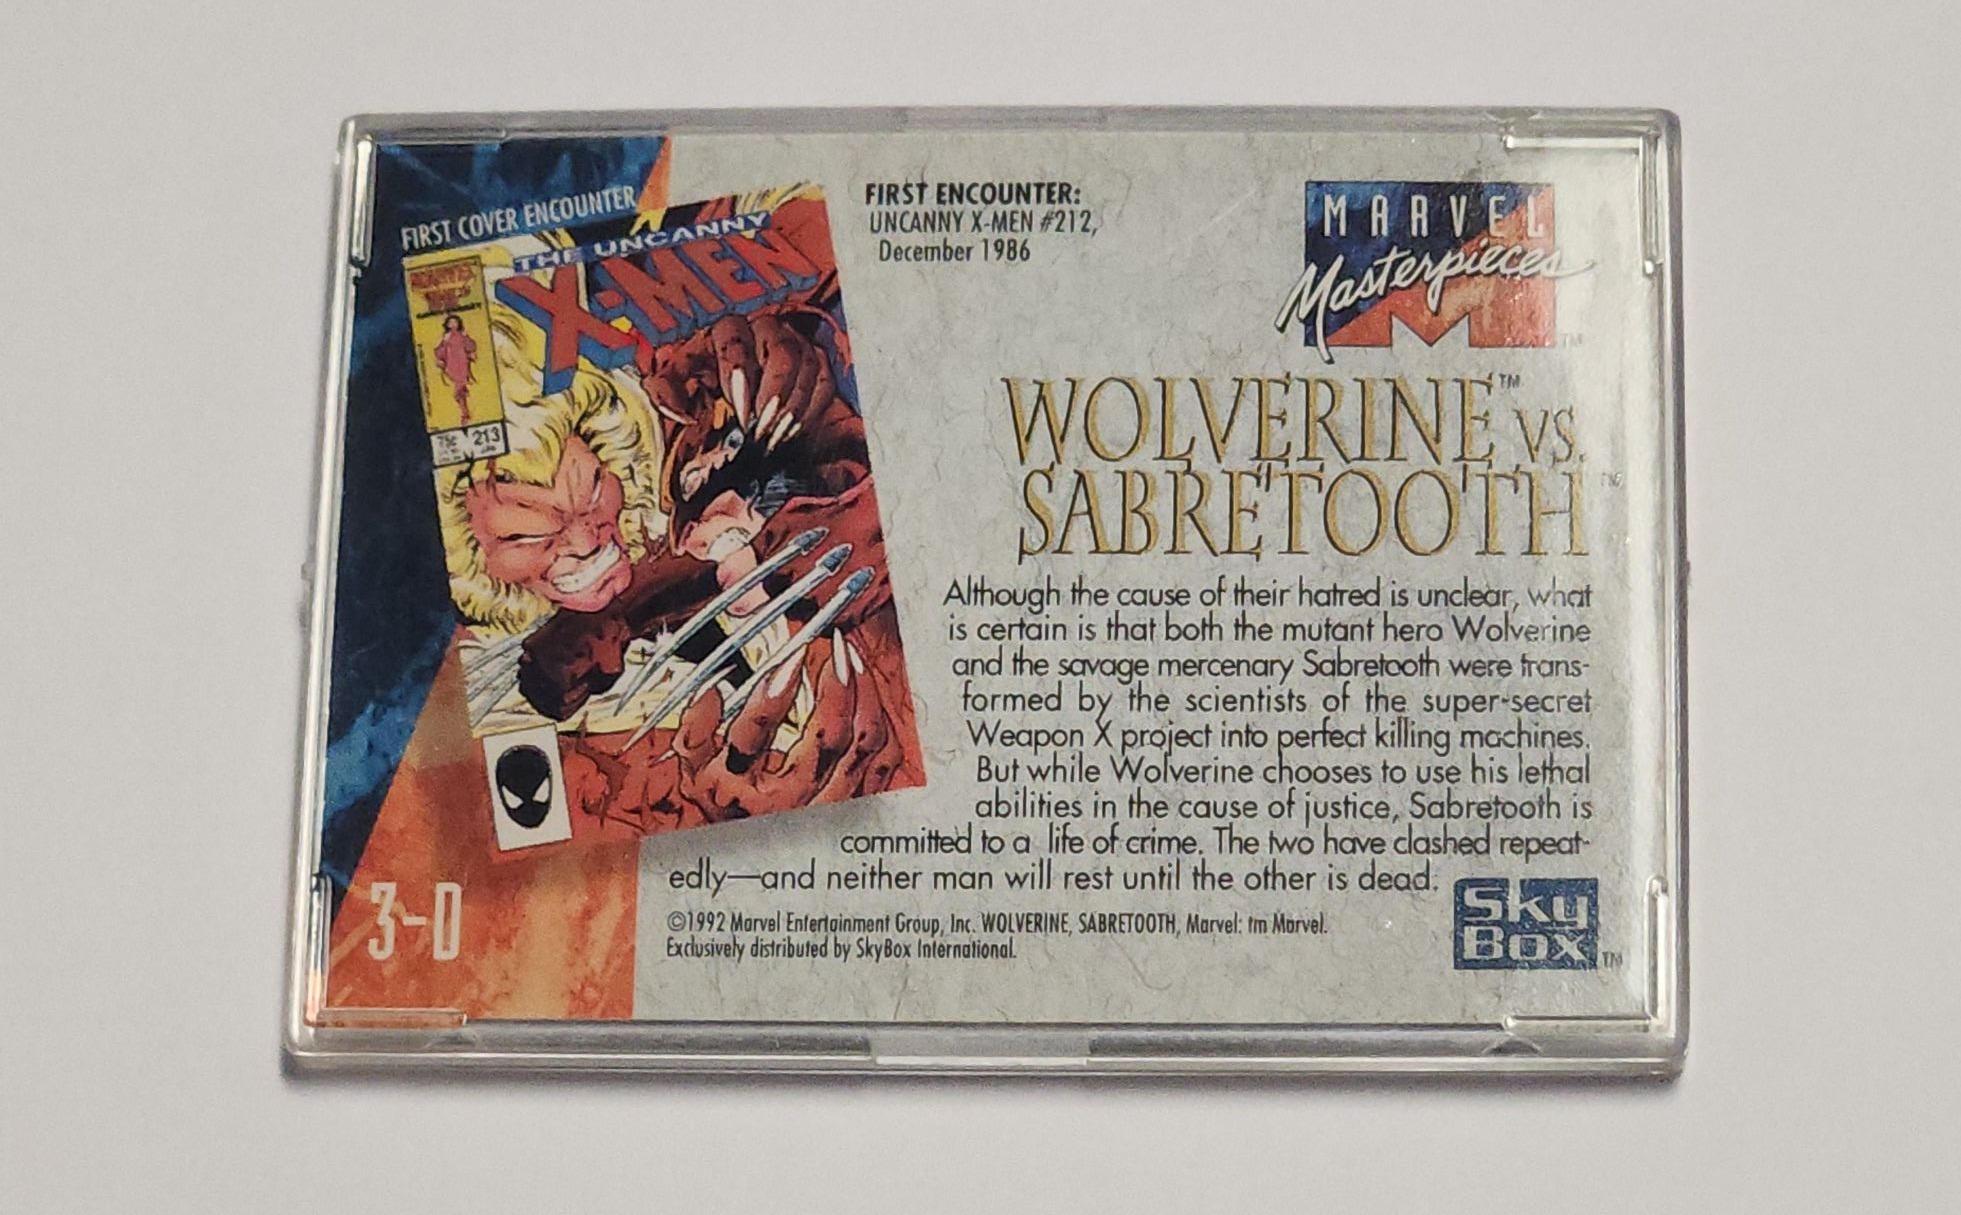 FIRST COVER ENCOUNTER
THE UNCANNY
X-MEN
75¢ 213
FIRST ENCOUNTER:
UNCANNY X-MEN #212,
December 1986
MARVEL
Masterpieces
TM
WOLVERINE™ VS.
SABRETOOTH™
Although the cause of their hatred is unclear, what
is certain is that both the mutant hero Wolverine
and the savage mercenary Sabretooth were trans-
formed by the scientists of the super-secret
Weapon X project into perfect killing machines.
But while Wolverine chooses to use his lethal
abilities in the cause of justice, Sabretooth is
committed to a life of crime. The two have clashed repeat-
edly—and neither man will rest until the other is dead.
©1992 Marvel Entertainment Group, Inc. WOLVERINE, SABRETOOTH, Marvel: tm Marvel.
Exclusively distributed by SkyBox International.
3-D
SkyBox™